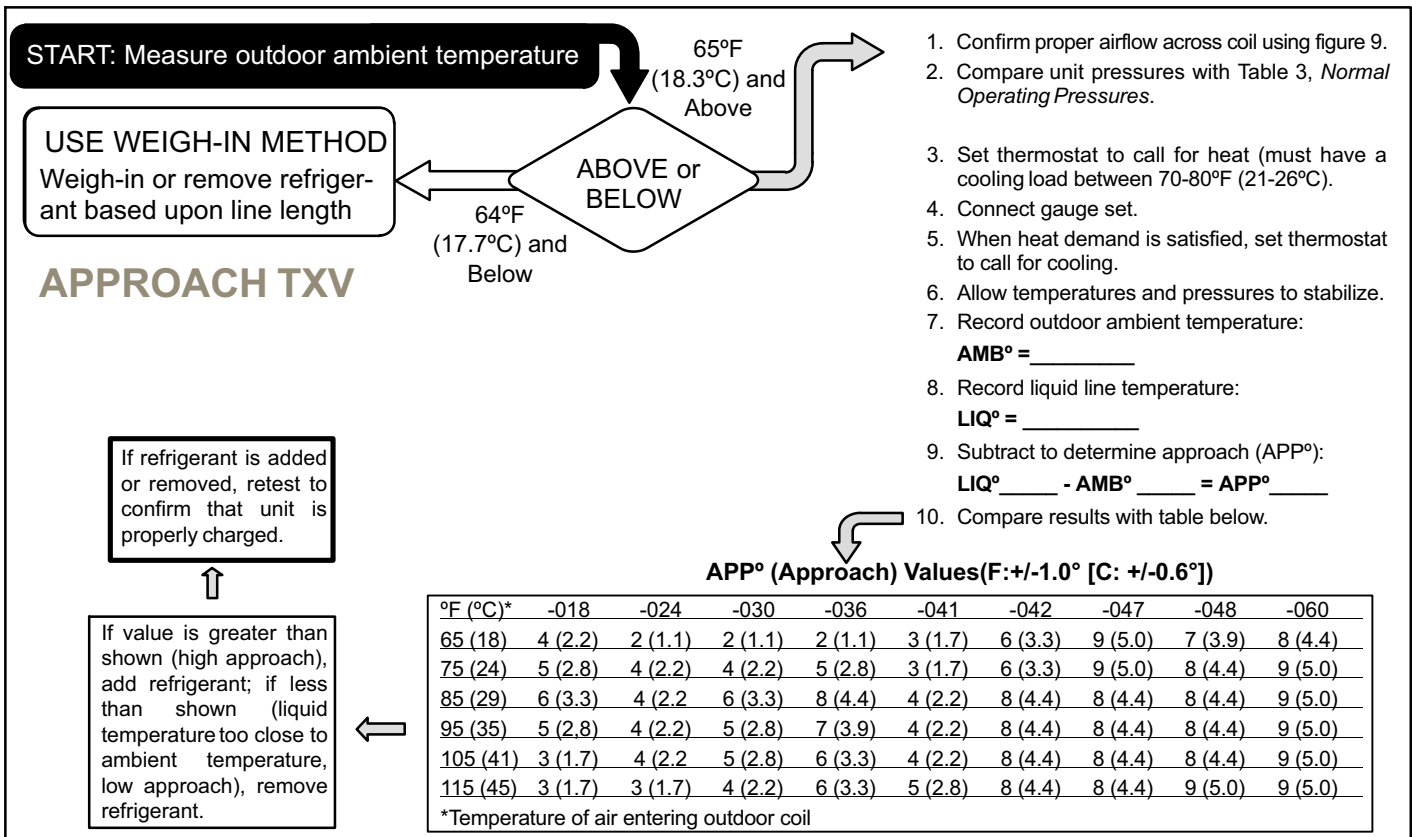 START: Measure outdoor ambient temperature
65ºF
(18.3ºC) and
Above
ABOVE or
BELOW
64ºF
(17.7ºC) and
Below
USE WEIGH-IN METHOD
Weigh-in or remove refriger-
ant based upon line length
APPROACH TXV
1. Confirm proper airflow across coil using figure 9.
2. Compare unit pressures with Table 3, Normal
Operating Pressures.
3. Set thermostat to call for heat (must have a
cooling load between 70-80ºF (21-26ºC).
4. Connect gauge set.
5. When heat demand is satisfied, set thermostat
to call for cooling.
6. Allow temperatures and pressures to stabilize.
7. Record outdoor ambient temperature:
AMBº =_________
8. Record liquid line temperature:
LIQº = __________
9. Subtract to determine approach (APPº):
LIQº_____ - AMBº _____ = APPº_____
10. Compare results with table below.
APPº (Approach) Values(F:+/-1.0° [C: +/-0.6°])
ºF (ºC)* -018 -024 -030 -036 -041 -042 -047 -048 -060
65 (18) 4 (2.2) 2 (1.1) 2 (1.1) 2 (1.1) 3 (1.7) 6 (3.3) 9 (5.0) 7 (3.9) 8 (4.4)
75 (24) 5 (2.8) 4 (2.2) 4 (2.2) 5 (2.8) 3 (1.7) 6 (3.3) 9 (5.0) 8 (4.4) 9 (5.0)
85 (29) 6 (3.3) 4 (2.2 6 (3.3) 8 (4.4) 4 (2.2) 8 (4.4) 8 (4.4) 8 (4.4) 9 (5.0)
95 (35) 5 (2,8) 4 (2.2) 5 (2.8) 7 (3.9) 4 (2.2) 8 (4.4) 8 (4.4) 8 (4.4) 9 (5.0)
105 (41) 3 (1.7) 4 (2.2 5 (2.8) 6 (3.3) 4 (2.2) 8 (4.4) 8 (4.4) 8 (4.4) 9 (5.0)
115 (45) 3 (1.7) 3 (1.7) 4 (2.2) 6 (3.3) 5 (2.8) 8 (4.4) 8 (4.4) 9 (5.0) 9 (5.0)
*Temperature of air entering outdoor coil
If value is greater than
shown (high approach),
add refrigerant; if less
than shown (liquid
temperature too close to
ambient temperature,
low approach), remove
refrigerant.
If refrigerant is added
or removed, retest to
confirm that unit is
properly charged.